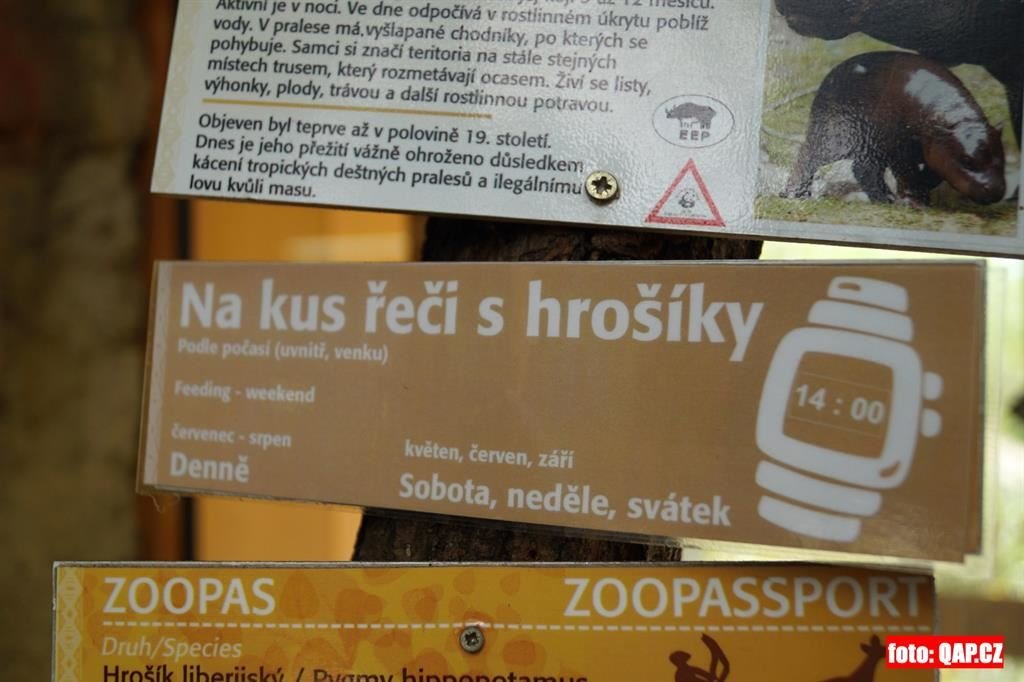 Aktivní je v noci. Ve dne odpočívá v rostlinném úkrytu poblíž
vody. V pralese má vyšlapané chodníky, po kterých se
pohybuje. Samci si značí teritoria na stále stejných
místech trusem, který rozmetávají ocasem. Živí se listy,
výhonky, plody, trávou a další rostlinnou potravou.
Objeven byl teprve až v polovině 19. století.
Dnes je jeho přežití vážně ohroženo důsledkem
kácení tropických deštných pralesů a ilegálnímu
lovu kvůli masu.
EEP
Na kus řeči s hrošíky
Podle počasí (uvnitř, venku)
Feeding - weekend
červenec - srpen
Denně
květen, červen, září
Sobota, neděle, svátek
14 : 00
ZOOPAS
ZOOPASSPORT
Druh/Species
Hrošík liberijský / Pygmy hippopotamus
foto: QAP.CZ